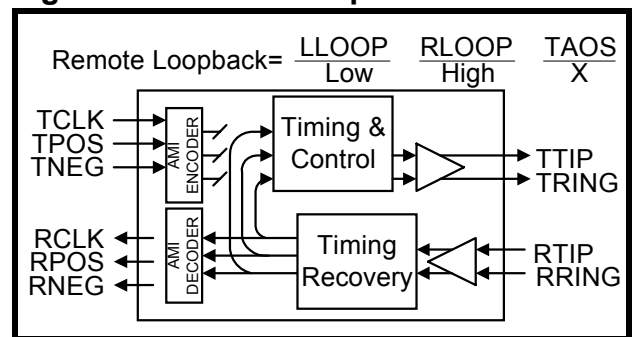 Remote Loopback= LLOOP RLOOP TAOS
Low High X
TCLK
TPOS
TNEG
AMI
ENCODER
Timing &
Control
TTIP
TRING
RCLK
RPOS
RNEG
AMI
DECODER
Timing
Recovery
RTIP
RRING